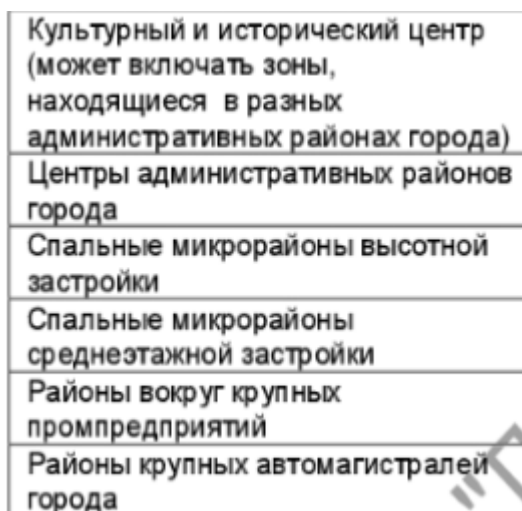 Культурный и исторический центр
(может включать зоны,
находящиеся в разных
административных районах города)
Центры административных районов
города
Спальные микрорайоны высотной
застройки
Спальные микрорайоны
среднеэтажной застройки
Районы вокруг крупных
промпредприятий
Районы крупных автомагистралей
города